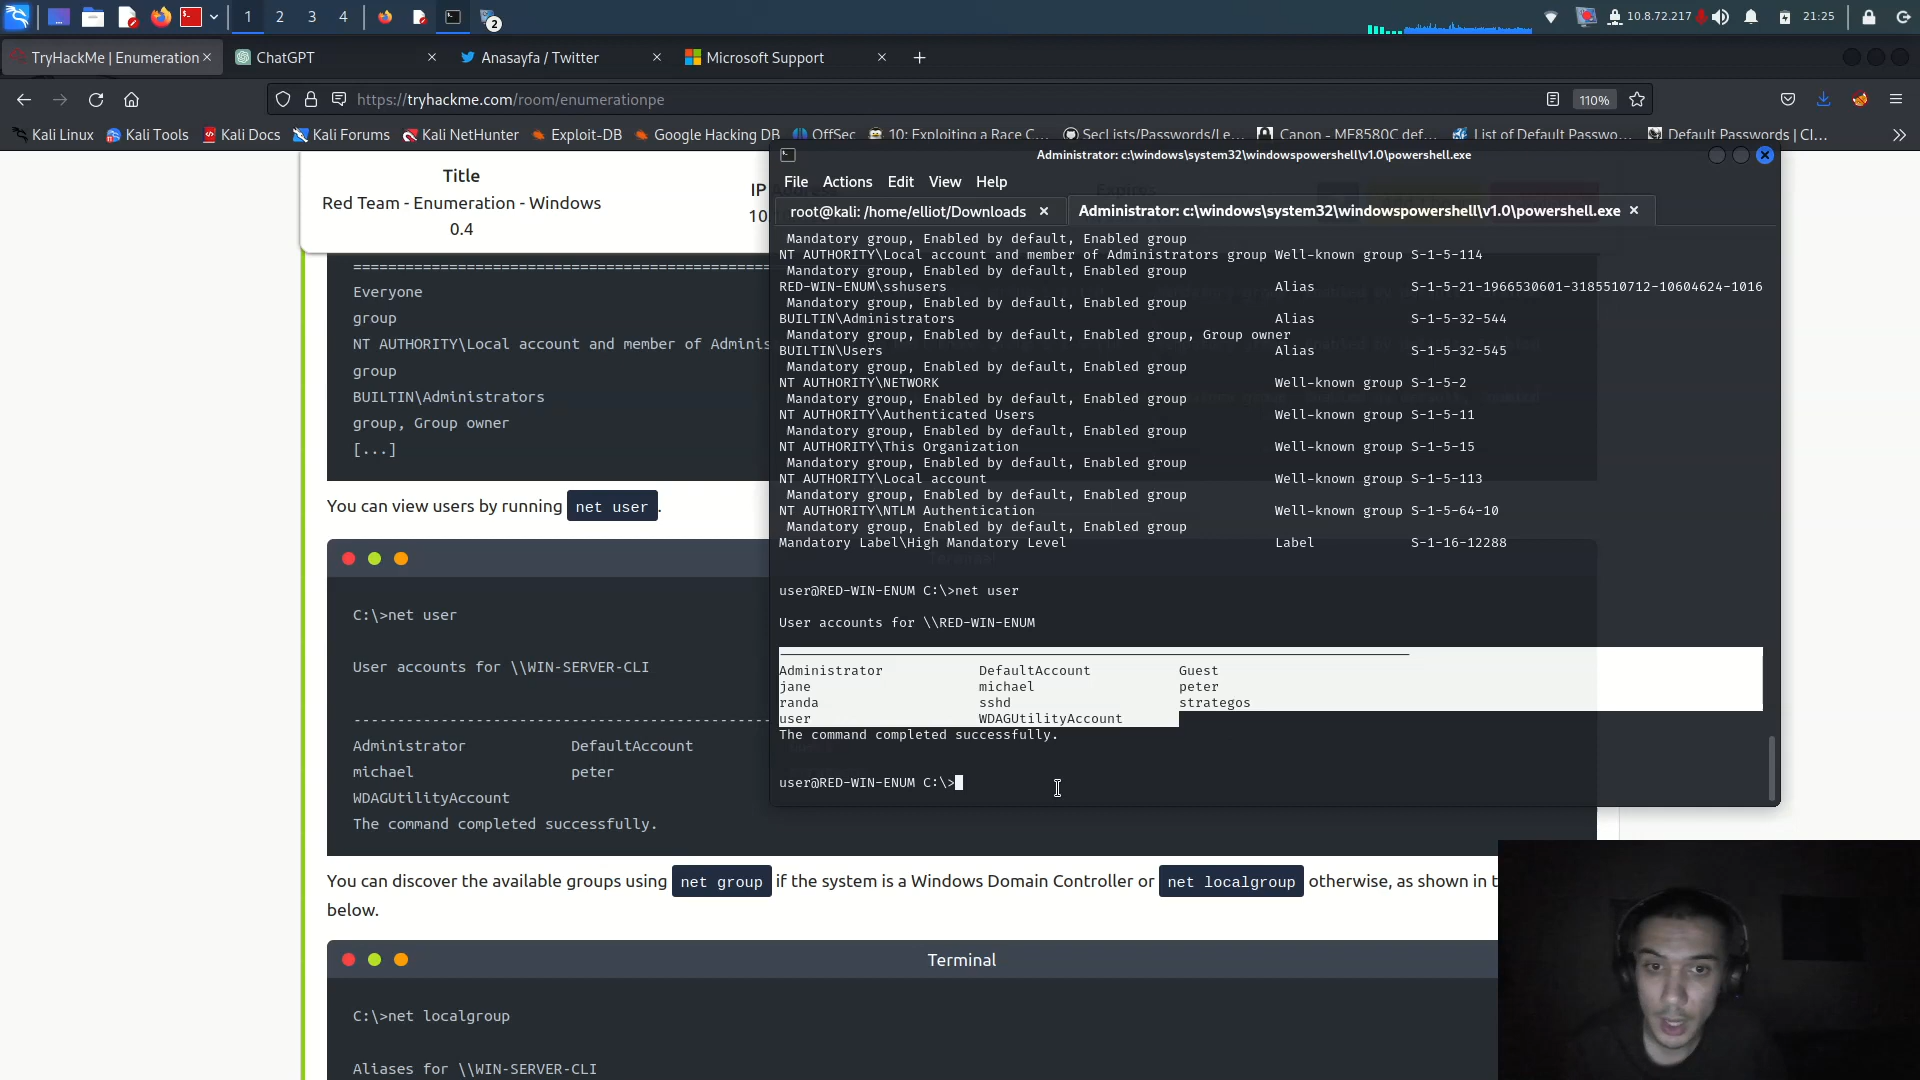 1 2 3 4 2 10.8.72.217 21:25
TryHackMe | Enumeration ChatGPT Anasayfa / Twitter Microsoft Support
https://tryhackme.com/room/enumerationpe 110%
Kali Linux Kali Tools Kali Docs Kali Forums Kali NetHunter Exploit-DB Google Hacking DB OffSec 10: Exploiting a Race C... SecLists/Passwords/Le... Canon - MF8580C def... List of Default Passwo... Default Passwords | CI...
Title
Red Team - Enumeration - Windows
0.4
IP
10
Everyone
group
NT AUTHORITY\Local account and member of Adminis
group
BUILTIN\Administrators
group, Group owner
[...]
You can view users by running net user.
C:\>net user
User accounts for \\WIN-SERVER-CLI
Administrator DefaultAccount
michael peter
WDAGUtilityAccount
The command completed successfully.
You can discover the available groups using net group if the system is a Windows Domain Controller or net localgroup otherwise, as shown in t
below.
Terminal
C:\>net localgroup
Aliases for \\WIN-SERVER-CLI
Administrator: c:\windows\system32\windowspowershell\v1.0\powershell.exe
File Actions Edit View Help
root@kali: /home/elliot/Downloads Administrator: c:\windows\system32\windowspowershell\v1.0\powershell.exe
Mandatory group, Enabled by default, Enabled group
NT AUTHORITY\Local account and member of Administrators group Well-known group S-1-5-114
Mandatory group, Enabled by default, Enabled group
RED-WIN-ENUM\sshusers Alias S-1-5-21-1966530601-3185510712-10604624-1016
Mandatory group, Enabled by default, Enabled group
BUILTIN\Administrators Alias S-1-5-32-544
Mandatory group, Enabled by default, Enabled group, Group owner
BUILTIN\Users Alias S-1-5-32-545
Mandatory group, Enabled by default, Enabled group
NT AUTHORITY\NETWORK Well-known group S-1-5-2
Mandatory group, Enabled by default, Enabled group
NT AUTHORITY\Authenticated Users Well-known group S-1-5-11
Mandatory group, Enabled by default, Enabled group
NT AUTHORITY\This Organization Well-known group S-1-5-15
Mandatory group, Enabled by default, Enabled group
NT AUTHORITY\Local account Well-known group S-1-5-113
Mandatory group, Enabled by default, Enabled group
NT AUTHORITY\NTLM Authentication Well-known group S-1-5-64-10
Mandatory group, Enabled by default, Enabled group
Mandatory Label\High Mandatory Level Label S-1-16-12288
user@RED-WIN-ENUM C:\>net user
User accounts for \\RED-WIN-ENUM
Administrator DefaultAccount Guest
jane michael peter
randa sshd strategos
user WDAGUtilityAccount
The command completed successfully.
user@RED-WIN-ENUM C:\>